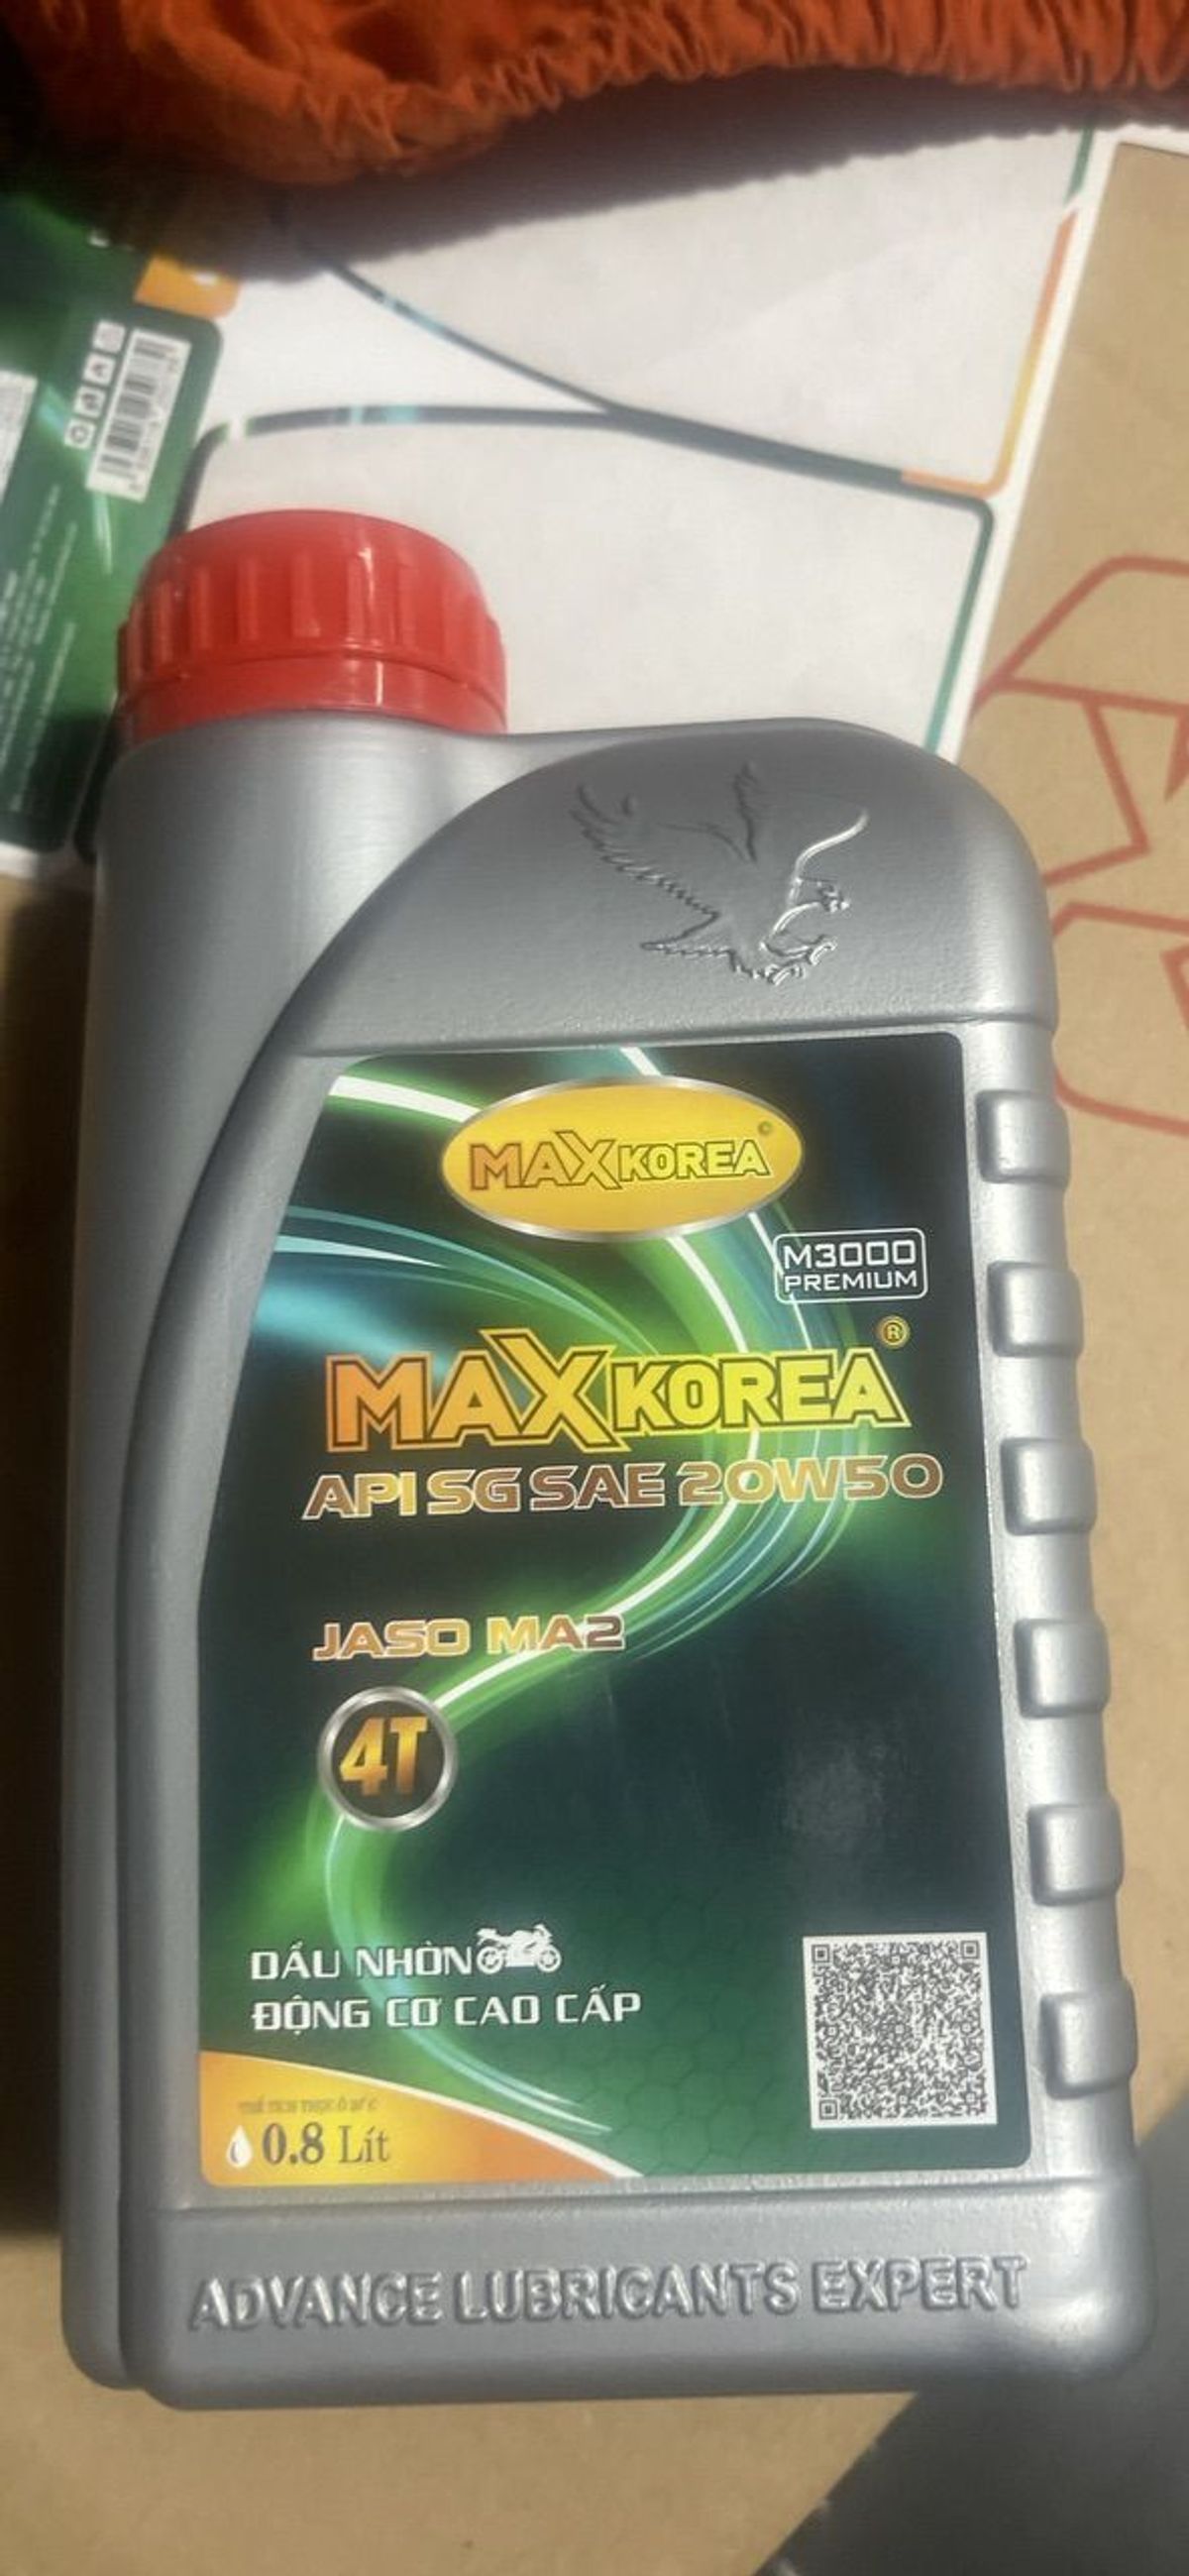 MAXKOREA ©
M3000
PREMIUM
MAXKOREA ®
API SG SAE 20W50
JASO MA2
4T
DẦU NHỜN
ĐỘNG CƠ CAO CẤP
0.8 Lít
ADVANCE LUBRICANTS EXPERT